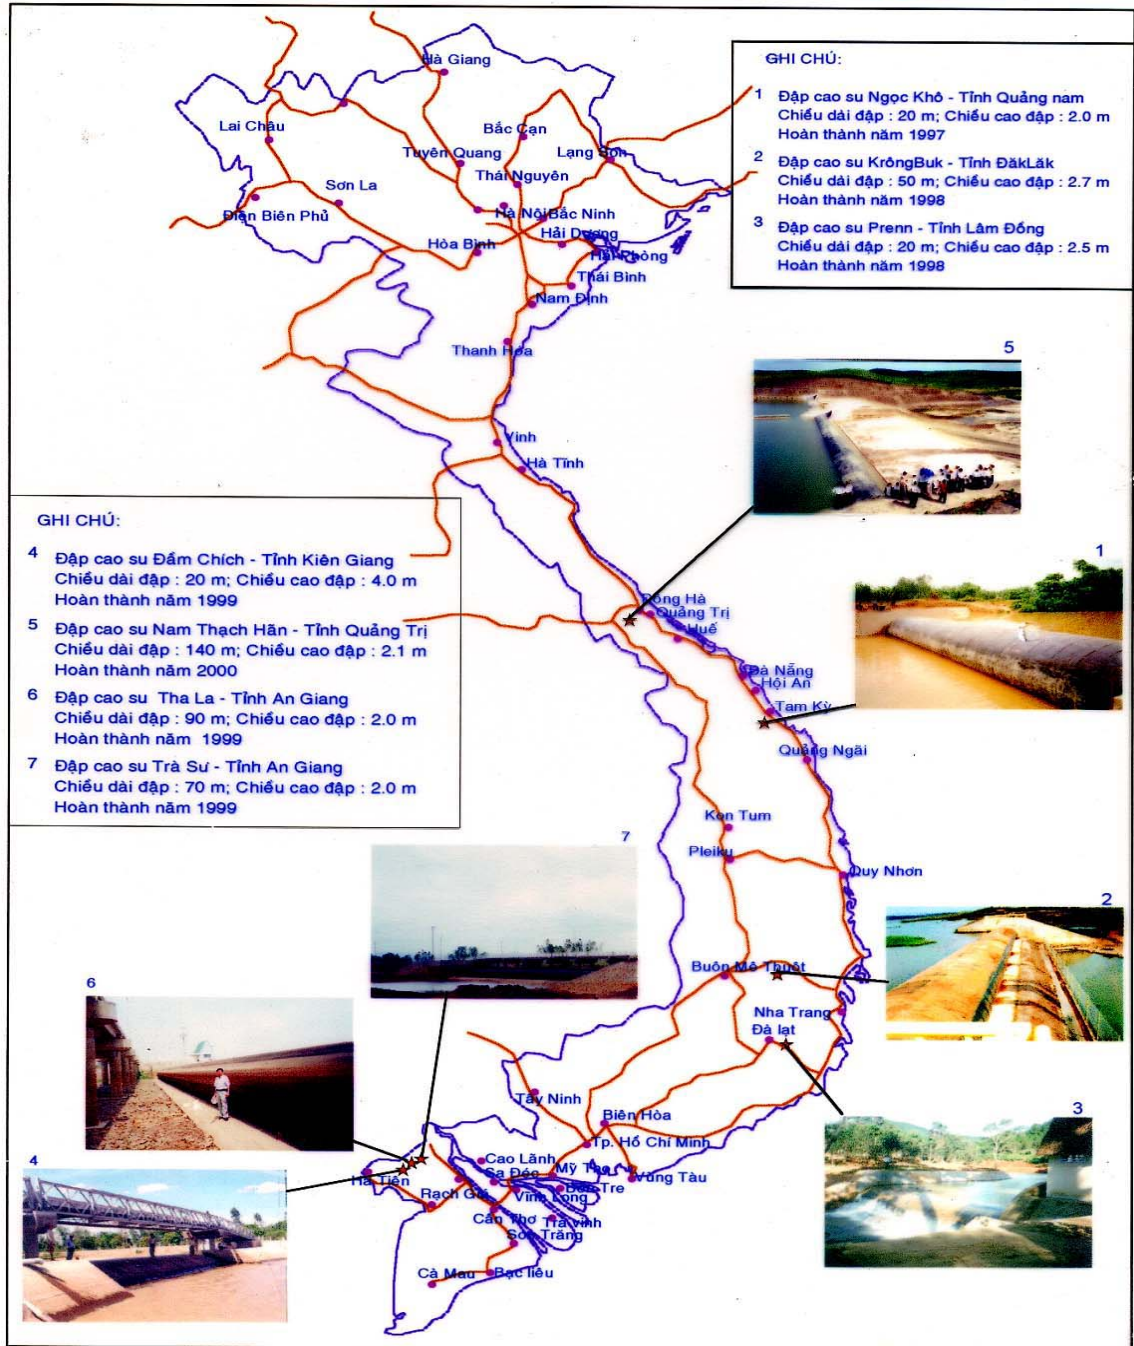 GHI CHÚ:
1 Đập cao su Ngọc Khô - Tỉnh Quảng nam
Chiều dài đập : 20 m; Chiều cao đập : 2.0 m
Hoàn thành năm 1997
2 Đập cao su KrôngBuk - Tỉnh ĐăkLăk
Chiều dài đập : 50 m; Chiều cao đập : 2.7 m
Hoàn thành năm 1998
3 Đập cao su Prenn - Tỉnh Lâm Đồng
Chiều dài đập : 20 m; Chiều cao đập : 2.5 m
Hoàn thành năm 1998
Hà Giang
Lai Châu
Bắc Cạn
Tuyên Quang
Lạng Sơn
Thái Nguyên
Sơn La
Điện Biên Phủ
Hà Nội
Bắc Ninh
Hải Dương
Hòa Bình
Hải Phòng
Thái Bình
Nam Định
Thanh Hóa
5
Vinh
Hà Tĩnh
GHI CHÚ:
4 Đập cao su Đầm Chích - Tỉnh Kiên Giang
Chiều dài đập : 20 m; Chiều cao đập : 4.0 m
Hoàn thành năm 1999
5 Đập cao su Nam Thạch Hãn - Tỉnh Quảng Trị
Chiều dài đập : 140 m; Chiều cao đập : 2.1 m
Hoàn thành năm 2000
6 Đập cao su Tha La - Tỉnh An Giang
Chiều dài đập : 90 m; Chiều cao đập : 2.0 m
Hoàn thành năm 1999
7 Đập cao su Trà Sư - Tỉnh An Giang
Chiều dài đập : 70 m; Chiều cao đập : 2.0 m
Hoàn thành năm 1999
1
Đông Hà
Quảng Trị
Huế
Đà Nẵng
Hội An
Tam Kỳ
Quảng Ngãi
Kon Tum
7
Pleiku
Quy Nhơn
2
Buôn Mê Thuột
6
Nha Trang
Đà lạt
Tây Ninh
Biên Hòa
3
Tp. Hồ Chí Minh
4
Cao Lãnh
Hà Tiên
Sa Đéc
Mỹ Tho
Vũng Tàu
Rạch Giá
Vĩnh Long
Bến Tre
Cần Thơ
Trà vinh
Sóc Trăng
Cà Mau
Bạc liêu